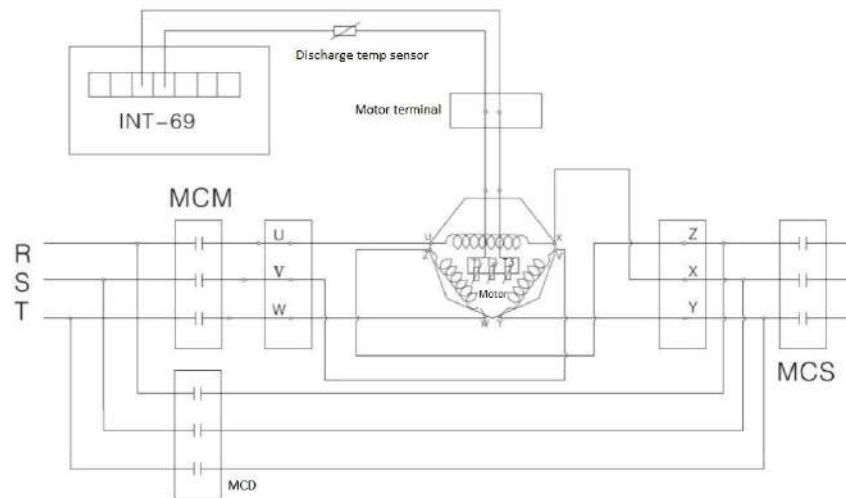 Discharge temp sensor
INT-69
Motor terminal
MCM
R
S
T
U
V
W
U
Z
X
V
Motor
W Y
Z
X
Y
MCS
MCD